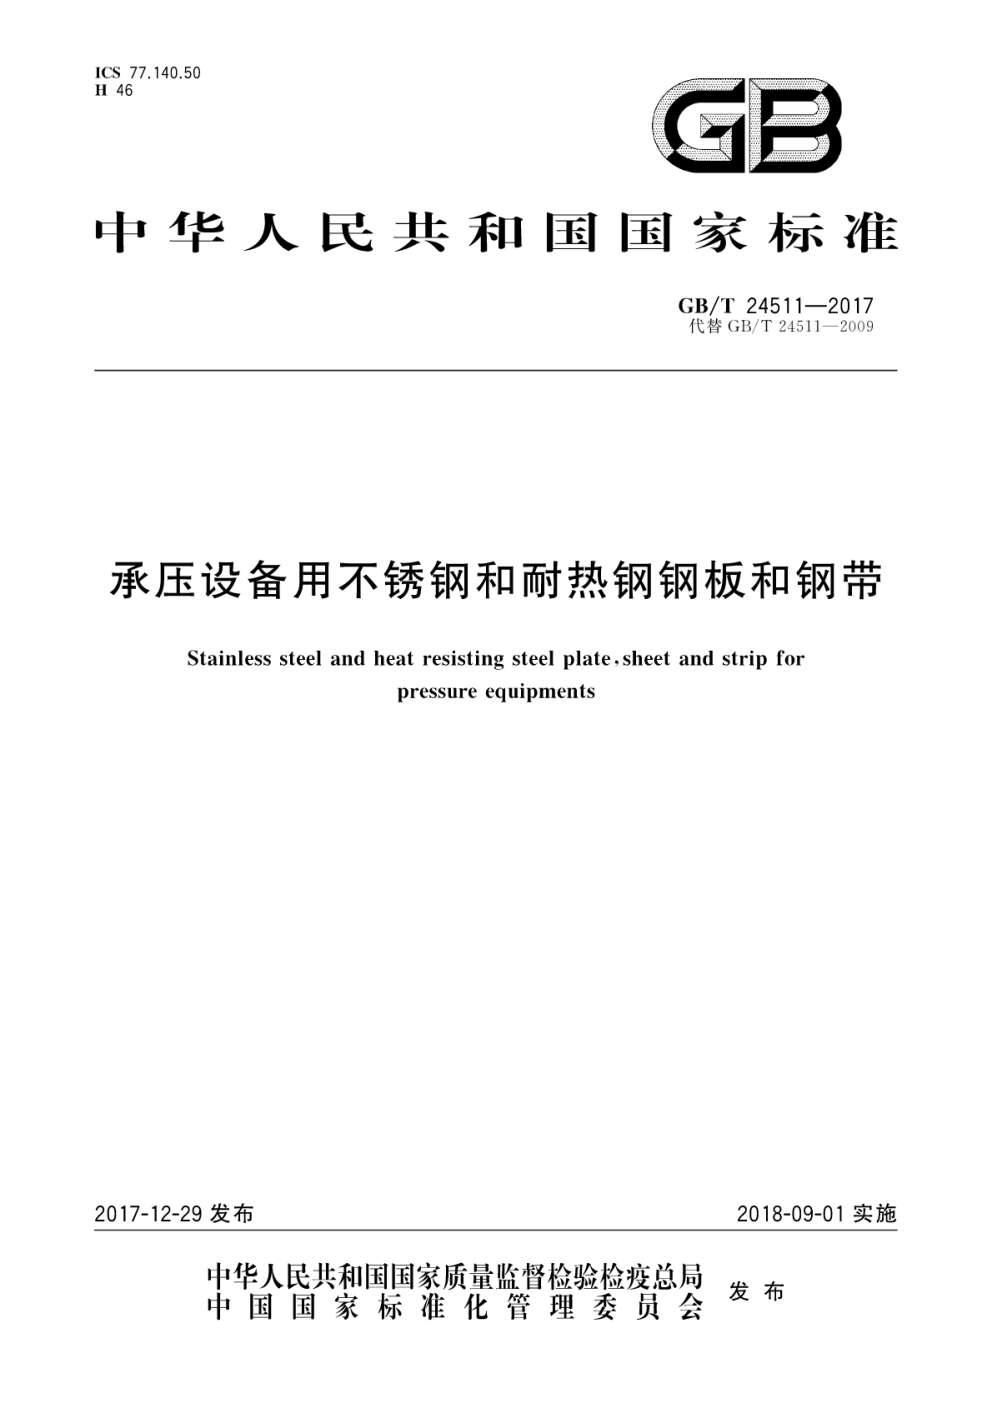 ICS 77.140.50
H 46
GB
中华人民共和国国家标准
GB/T 24511—2017
代替 GB/T 24511—2009
承压设备用不锈钢和耐热钢钢板和钢带
Stainless steel and heat resisting steel plate,sheet and strip for
pressure equipments
2017-12-29 发布
2018-09-01 实施
中华人民共和国国家质量监督检验检疫总局
中国国家标准化管理委员会
发布